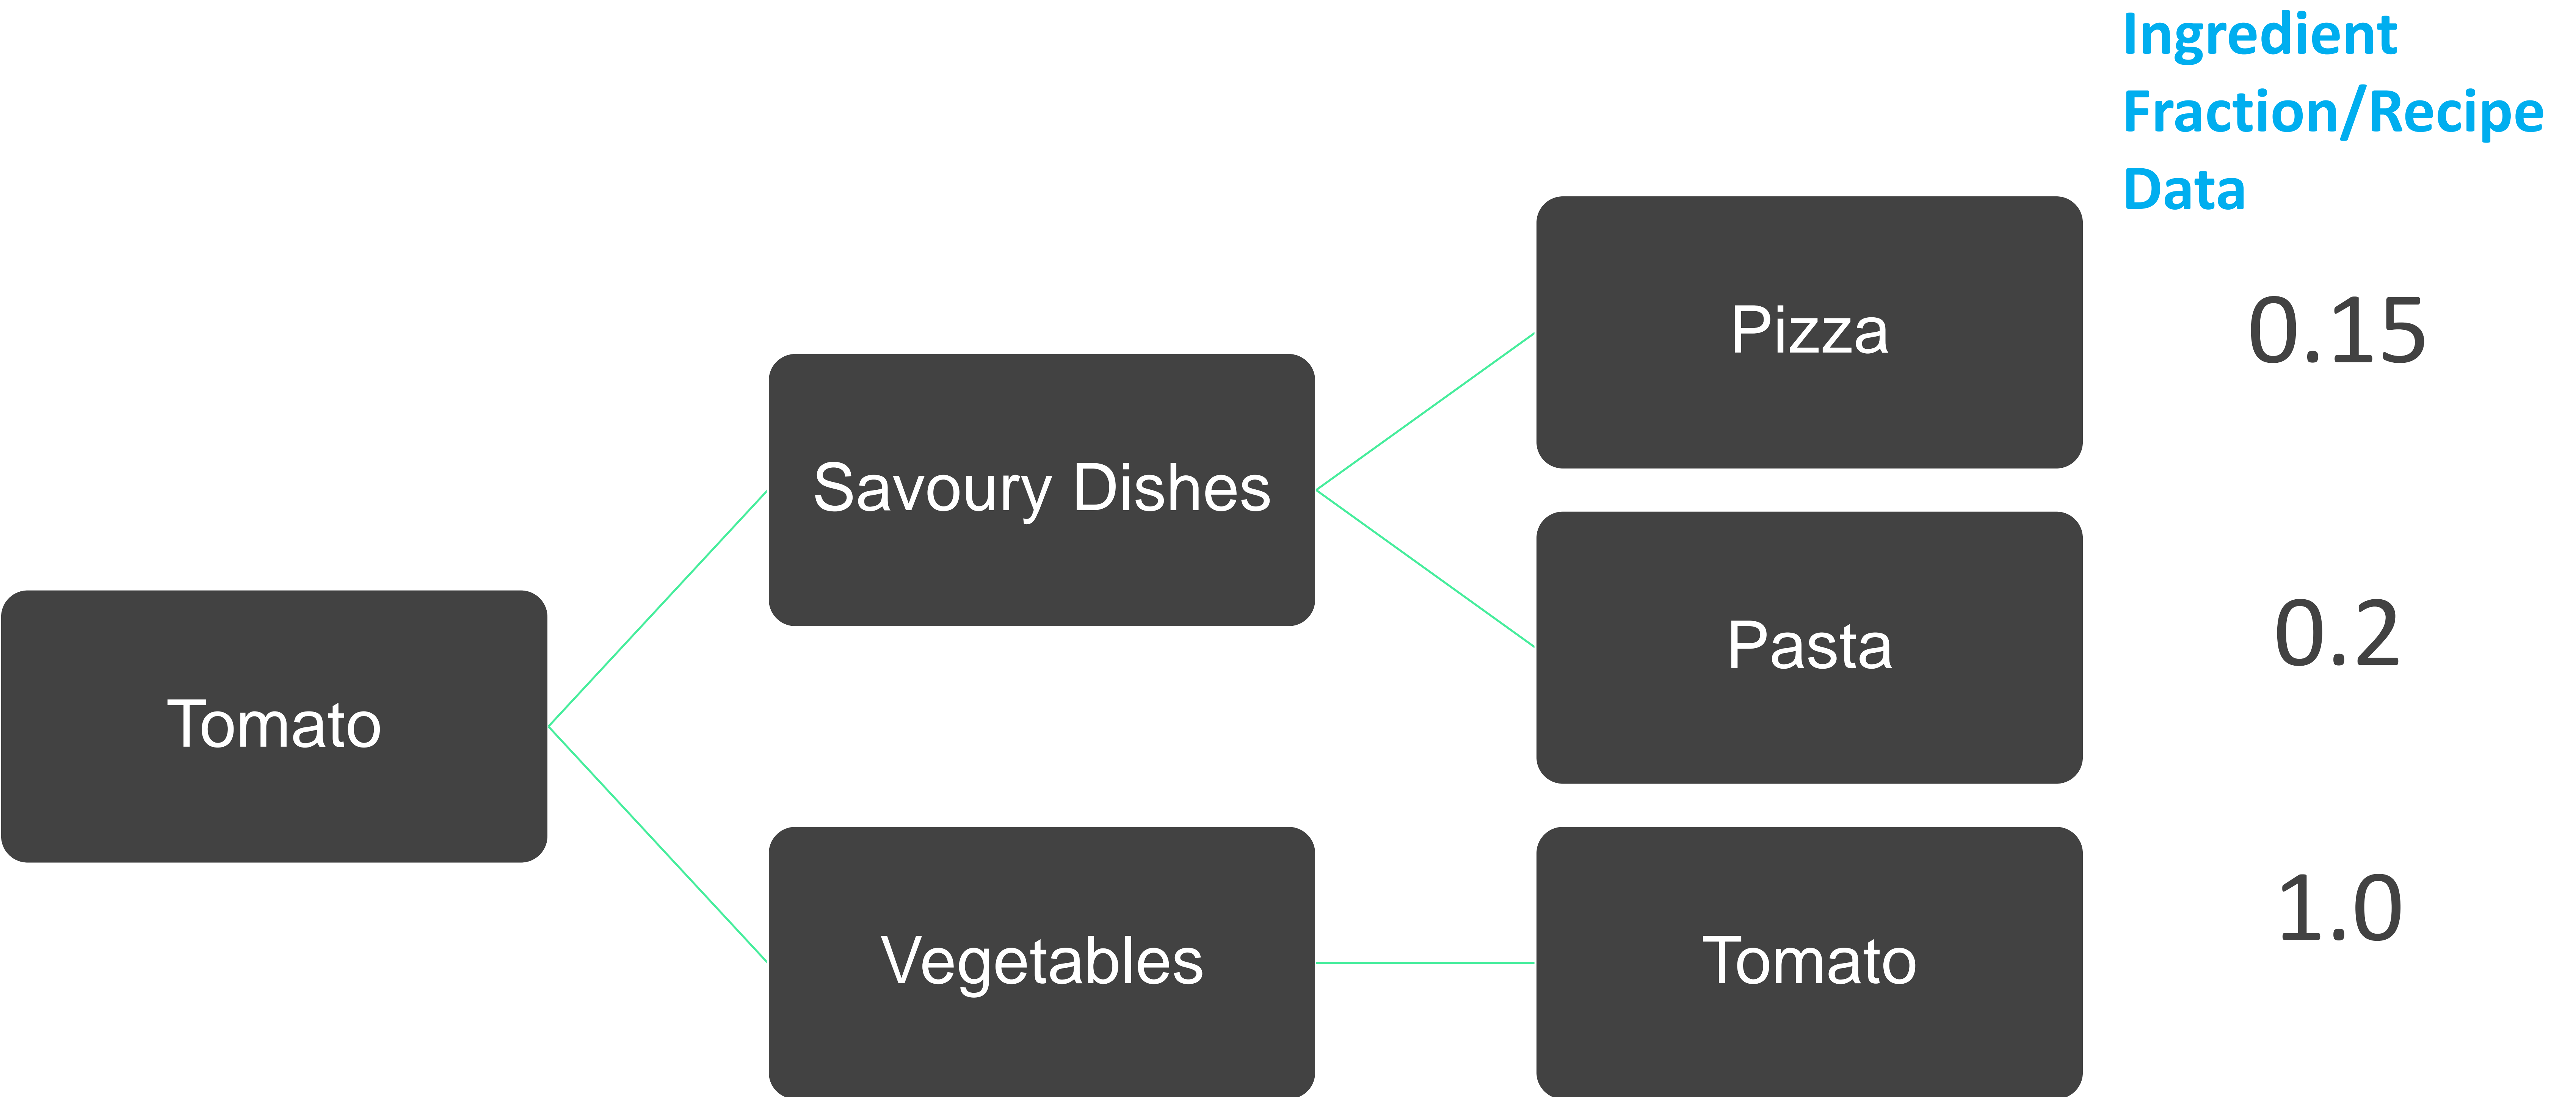 Ingredient
Fraction/Recipe
Data
Pizza
0.15
Savoury Dishes
Pasta
0.2
Tomato
Vegetables
Tomato
1.0